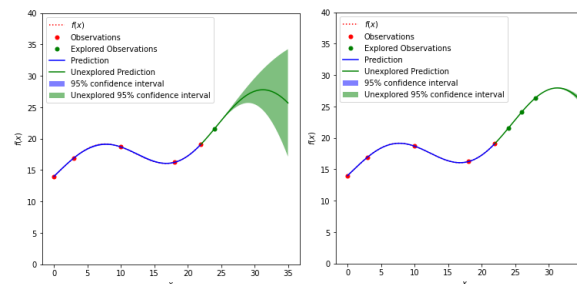 40
35
30
25
20
15
10
5
0
f(x)
f(x)
Observations
Explored Observations
Prediction
Unexplored Prediction
95% confidence interval
Unexplored 95% confidence interval
0 5 10 15 20 25 30 35
40
35
30
25
20
15
10
5
0
f(x)
f(x)
Observations
Explored Observations
Prediction
Unexplored Prediction
95% confidence interval
Unexplored 95% confidence interval
0 5 10 15 20 25 30